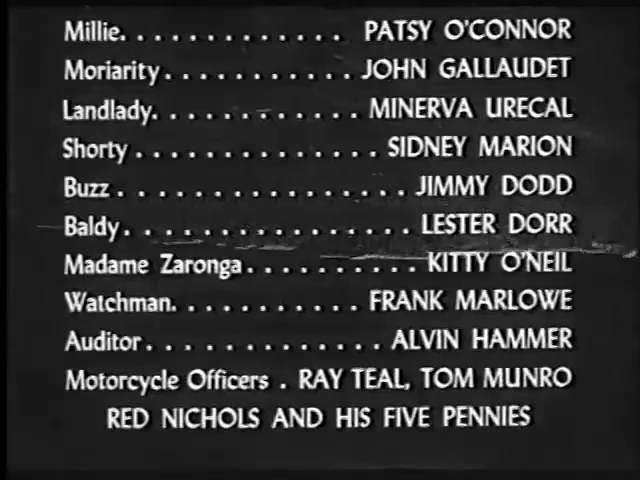 Millie. . . . . . . . . . . . . PATSY O'CONNOR
Moriarity . . . . . . . . . . . . JOHN GALLAUDET
Landlady. . . . . . . . . . . . . MINERVA URECAL
Shorty . . . . . . . . . . . . . . SIDNEY MARION
Buzz . . . . . . . . . . . . . . . . JIMMY DODD
Baldy . . . . . . . . . . . . . . . . LESTER DORR
Madame Zaronga . . . . . . . . . . KITTY O'NEIL
Watchman. . . . . . . . . . . . FRANK MARLOWE
Auditor . . . . . . . . . . . . . ALVIN HAMMER
Motorcycle Officers . RAY TEAL, TOM MUNRO
RED NICHOLS AND HIS FIVE PENNIES